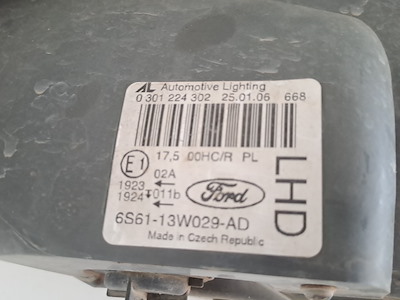 AL Automotive Lighting
0 301 224 302 25.01.06 668
17,5 00HC/R PL
E1
02A
1923
1924 011b
Ford
LHD
6S61-13W029-AD
Made in Czech Republic